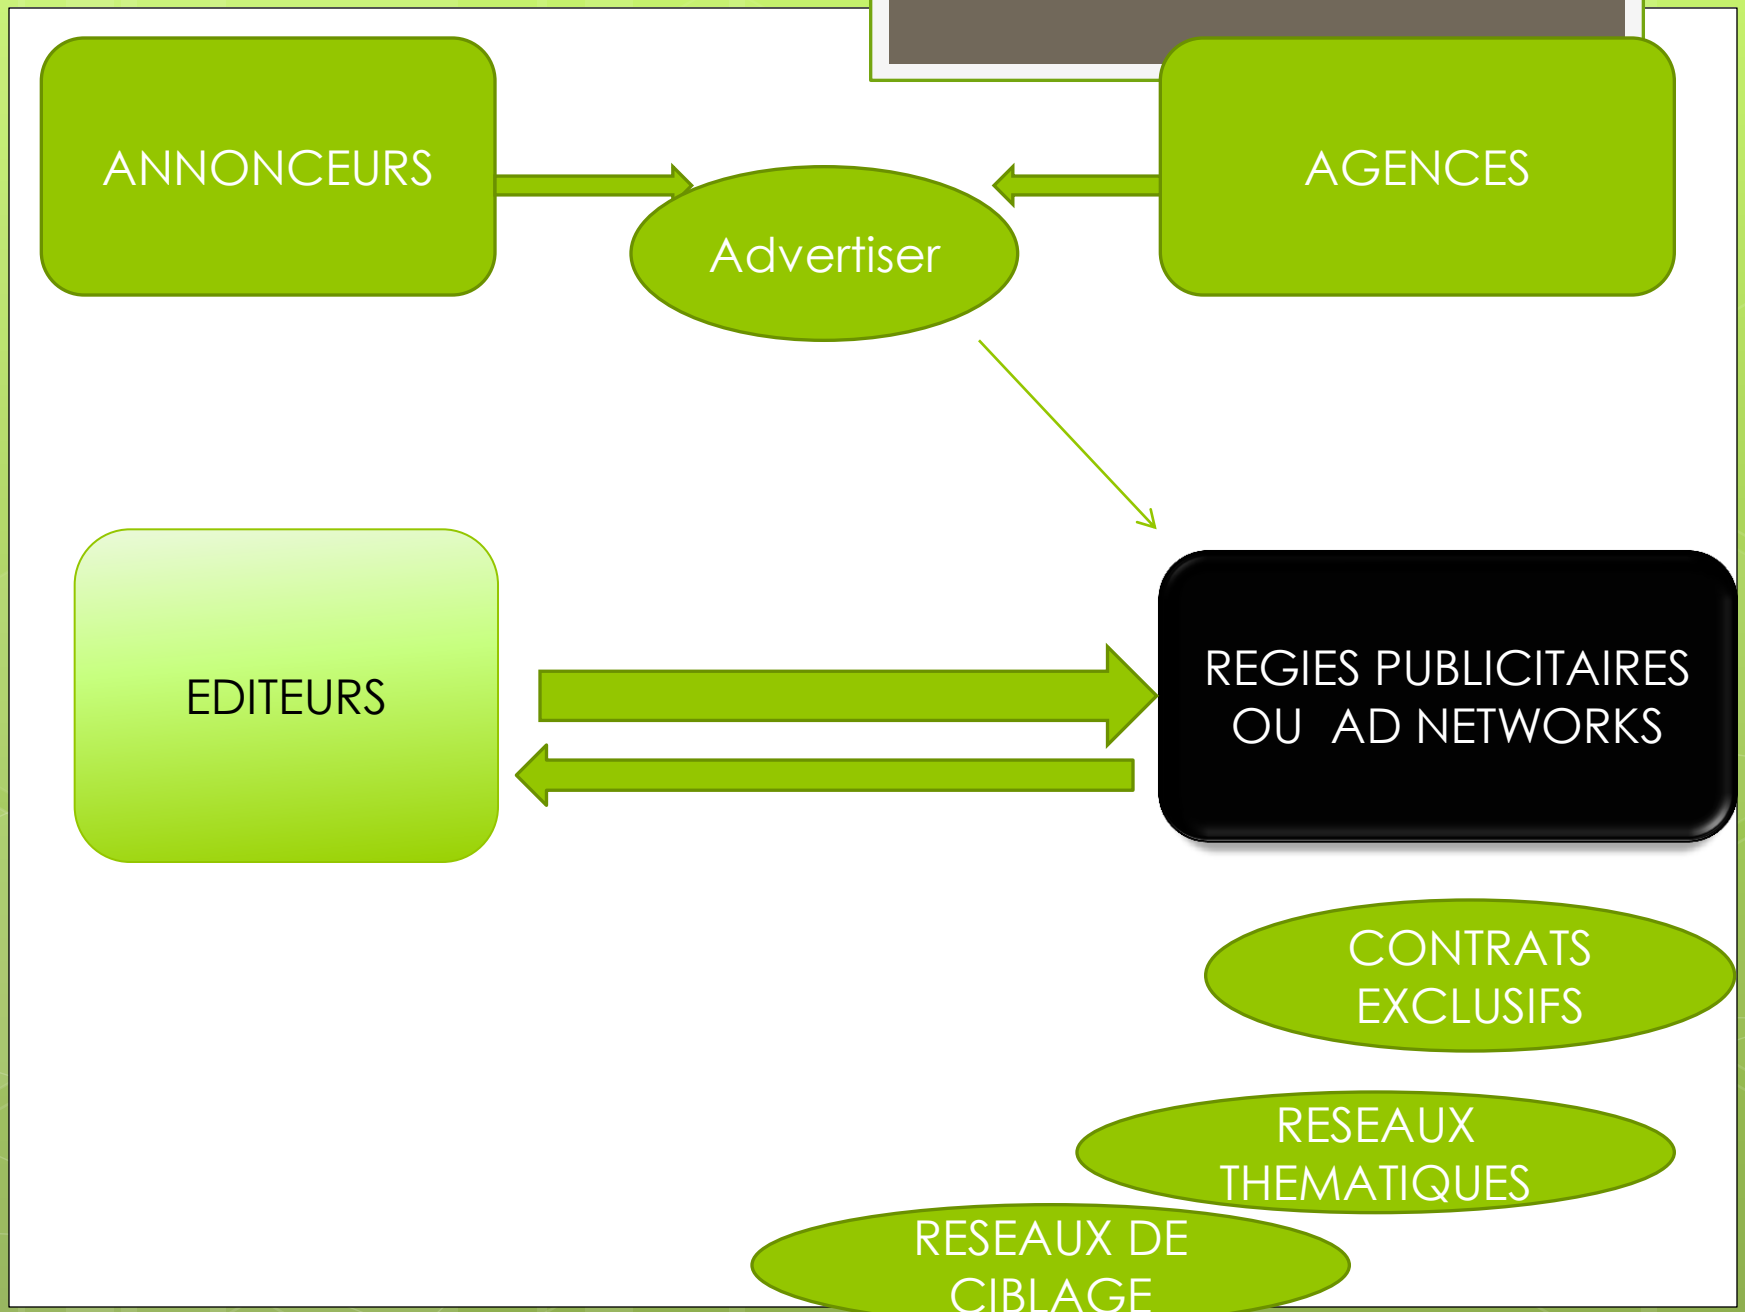 ANNONCEURS
AGENCES
Advertiser
EDITEURS
REGIES PUBLICITAIRES
OU AD NETWORKS
CONTRATS
EXCLUSIFS
RESEAUX
THEMATIQUES
RESEAUX DE
CIBLAGE